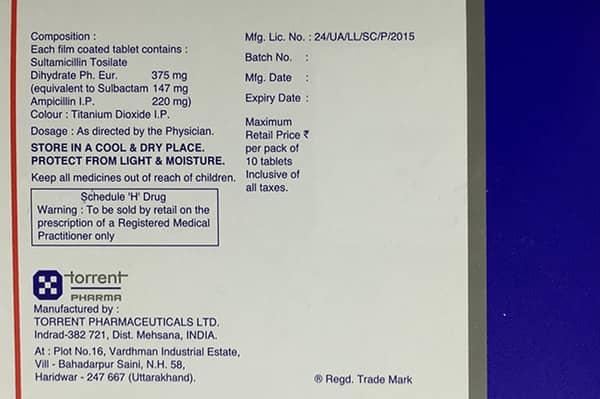 Composition :
Each film coated tablet contains :
Sultamicillin Tosilate
Dihydrate Ph. Eur. 375 mg
(equivalent to Sulbactam 147 mg
Ampicillin I.P. 220 mg)
Colour : Titanium Dioxide I.P.
Dosage : As directed by the Physician.
STORE IN A COOL & DRY PLACE.
PROTECT FROM LIGHT & MOISTURE.
Keep all medicines out of reach of children.
Schedule 'H' Drug
Warning : To be sold by retail on the
prescription of a Registered Medical
Practitioner only
torrent
PHARMA
Manufactured by :
TORRENT PHARMACEUTICALS LTD.
Indrad-382 721, Dist. Mehsana, INDIA.
At : Plot No.16, Vardhman Industrial Estate,
Vill - Bahadarpur Saini, N.H. 58,
Haridwar - 247 667 (Uttarakhand).
Mfg. Lic. No. : 24/UA/LL/SC/P/2015
Batch No. :
Mfg. Date :
Expiry Date :
Maximum
Retail Price ₹
per pack of
10 tablets
Inclusive of
all taxes.
® Regd. Trade Mark